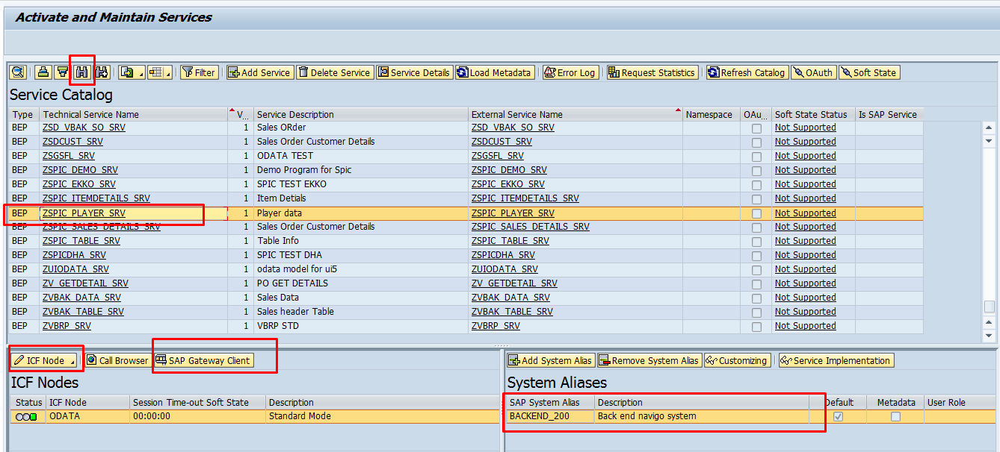 Activate and Maintain Services
Filter Add Service Delete Service Service Details Load Metadata Error Log Request Statistics Refresh Catalog OAuth Soft State
Service Catalog
Type Technical Service Name V... Service Description External Service Name Namespace OAu... Soft State Status Is SAP Service
BEP ZSD_VBAK_SO_SRV 1 Sales ORder ZSD_VBAK_SO_SRV Not Supported
BEP ZSDCUST_SRV 1 Sales Order Customer Details ZSDCUST_SRV Not Supported
BEP ZSGSFL_SRV 1 ODATA TEST ZSGSFL_SRV Not Supported
BEP ZSPIC_DEMO_SRV 1 Demo Program for Spic ZSPIC_DEMO_SRV Not Supported
BEP ZSPIC_EKKO_SRV 1 SPIC TEST EKKO ZSPIC_EKKO_SRV Not Supported
BEP ZSPIC_ITEMDETAILS_SRV 1 Item Detials ZSPIC_ITEMDETAILS_SRV Not Supported
BEP ZSPIC_PLAYER_SRV 1 Player data ZSPIC_PLAYER_SRV Not Supported
BEP ZSPIC_SALES_DETAILS_SRV 1 Sales Order Customer Details ZSPIC_SALES_DETAILS_SRV Not Supported
BEP ZSPIC_TABLE_SRV 1 Table Info ZSPIC_TABLE_SRV Not Supported
BEP ZSPICDHA_SRV 1 SPIC TEST DHA ZSPICDHA_SRV Not Supported
BEP ZUIODATA_SRV 1 odata model for ui5 ZUIODATA_SRV Not Supported
BEP ZV_GETDETAIL_SRV 1 PO GET DETAILS ZV_GETDETAIL_SRV Not Supported
BEP ZVBAK_DATA_SRV 1 Sales Data ZVBAK_DATA_SRV Not Supported
BEP ZVBAK_TABLE_SRV 1 Sales header Table ZVBAK_TABLE_SRV Not Supported
BEP ZVBRP_SRV 1 VBRP STD ZVBRP_SRV Not Supported
ICF Node Call Browser SAP Gateway Client
ICF Nodes
Status ICF Node Session Time-out Soft State Description
ODATA 00:00:00 Standard Mode
Add System Alias Remove System Alias Customizing Service Implementation
System Aliases
SAP System Alias Description Default Metadata User Role
BACKEND_200 Back end navigo system